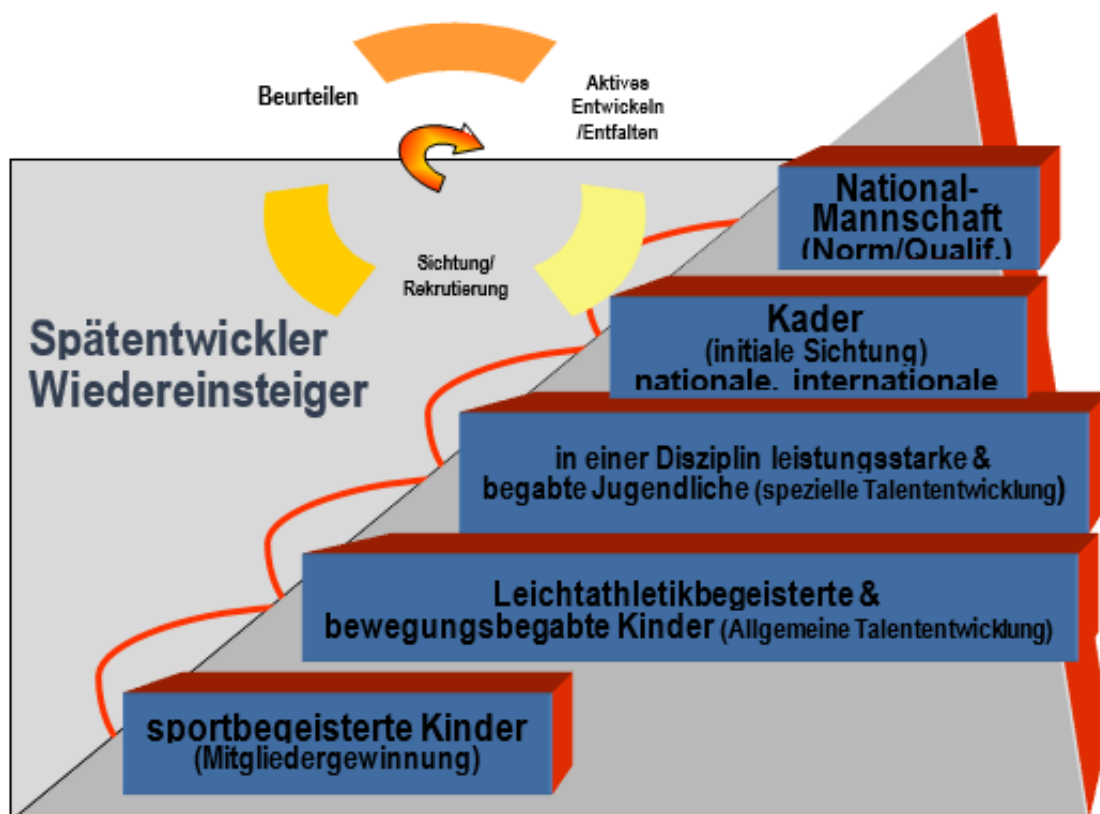 Beurteilen
Aktives
Entwickeln
/Entfalten
Sichtung/
Rekrutierung
Spätentwickler
Wiedereinsteiger
National-
Mannschaft
(Norm/Qualif.)
Kader
(initiale Sichtung)
nationale, internationale
in einer Disziplin leistungsstarke &
begabte Jugendliche (spezielle Talententwicklung)
Leichtathletikbegeisterte &
bewegungsbegabte Kinder (Allgemeine Talententwicklung)
sportbegeisterte Kinder
(Mitgliedergewinnung)